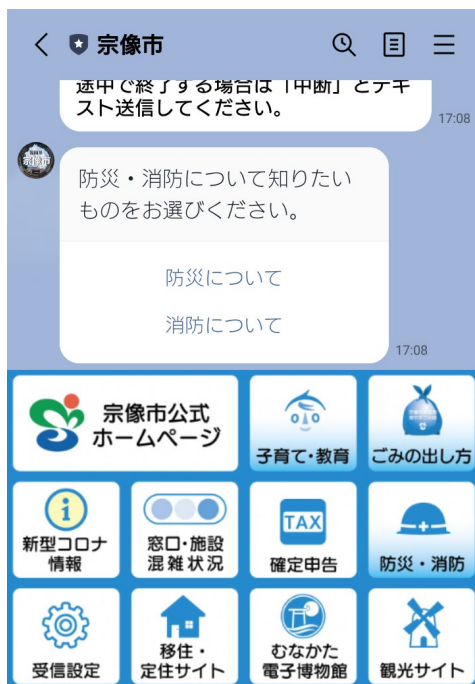 宗像市
途中で終了する場合は「中断」とテキ
スト送信してください。
17:08
防災・消防について知りたい
ものをお選びください。
防災について
消防について
17:08
宗像市公式
ホームページ
子育て・教育
ごみの出し方
新型コロナ
情報
窓口・施設
混雑状況
TAX
確定申告
防災・消防
受信設定
移住・
定住サイト
むなかた
電子博物館
観光サイト